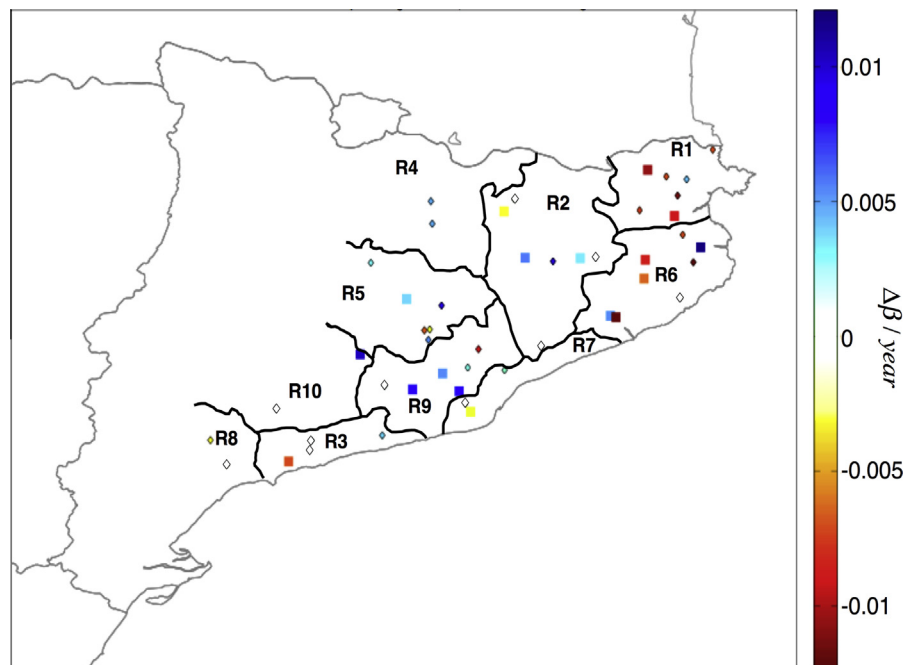 0.01
R1
R4
0.005
R2
R6
R5
0
R7
Δβ / year
R10
R9
R8
R3
-0.005
-0.01